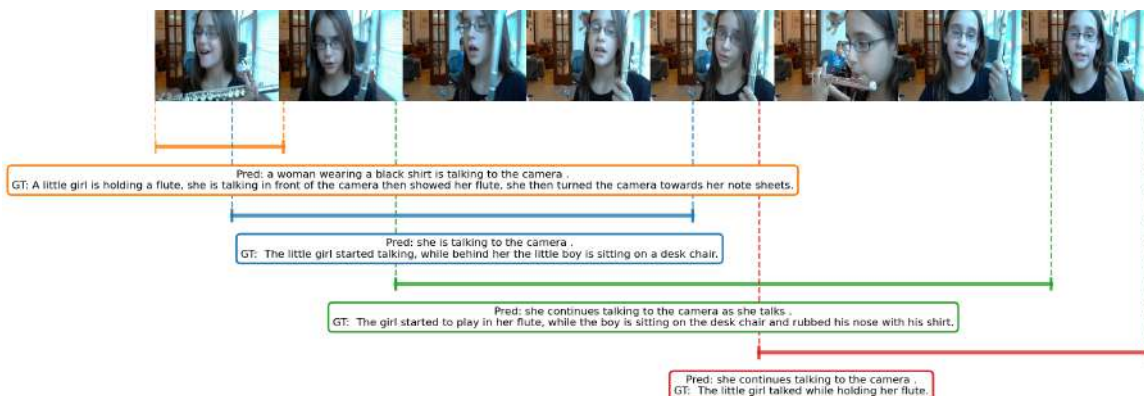 Pred: a woman wearing a black shirt is talking to the camera .
GT: A little girl is holding a flute, she is talking in front of the camera then showed her flute, she then turned the camera towards her note sheets.
Pred: she is talking to the camera .
GT: The little girl started talking, while behind her the little boy is sitting on a desk chair.
Pred: she continues talking to the camera as she talks .
GT: The girl started to play in her flute, while the boy is sitting on the desk chair and rubbed his nose with his shirt.
Pred: she continues talking to the camera .
GT: The little girl talked while holding her flute.